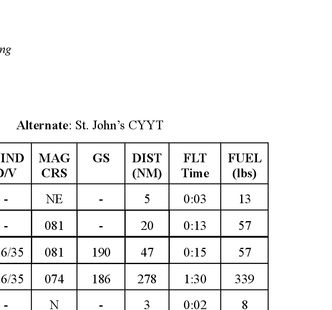 ng
Alternate: St. John's CYYT
IND MAG GS DIST FLT FUEL
D/V CRS (NM) Time (lbs)
- NE - 5 0:03 13
- 081 - 20 0:13 57
6/35 081 190 47 0:15 57
6/35 074 186 278 1:30 339
- N - 3 0:02 8